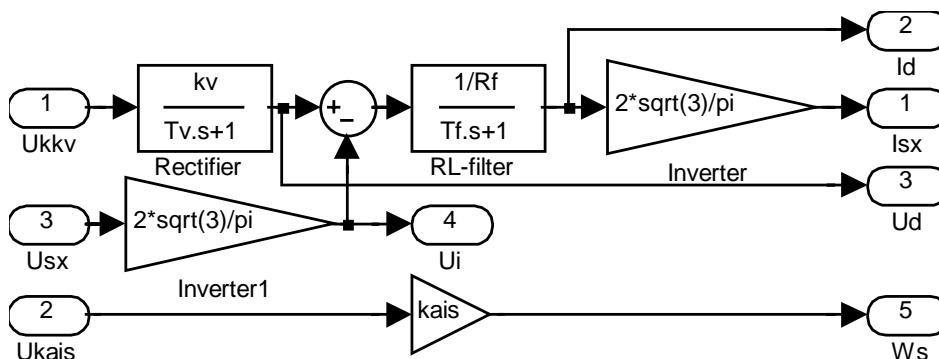 2
Id
kv
Tv.s+1
Rectifier
+
−
1/Rf
Tf.s+1
RL-filter
2*sqrt(3)/pi
Inverter
1
Ukkv
1
Isx
3
Ud
3
Usx
2*sqrt(3)/pi
Inverter1
4
Ui
2
Ukais
kais
5
Ws